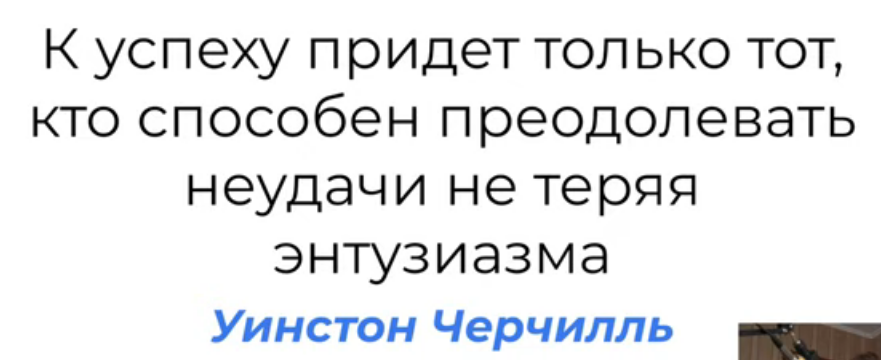 К успеху придет только тот,
кто способен преодолевать
неудачи не теряя
энтузиазма
Уинстон Черчилль